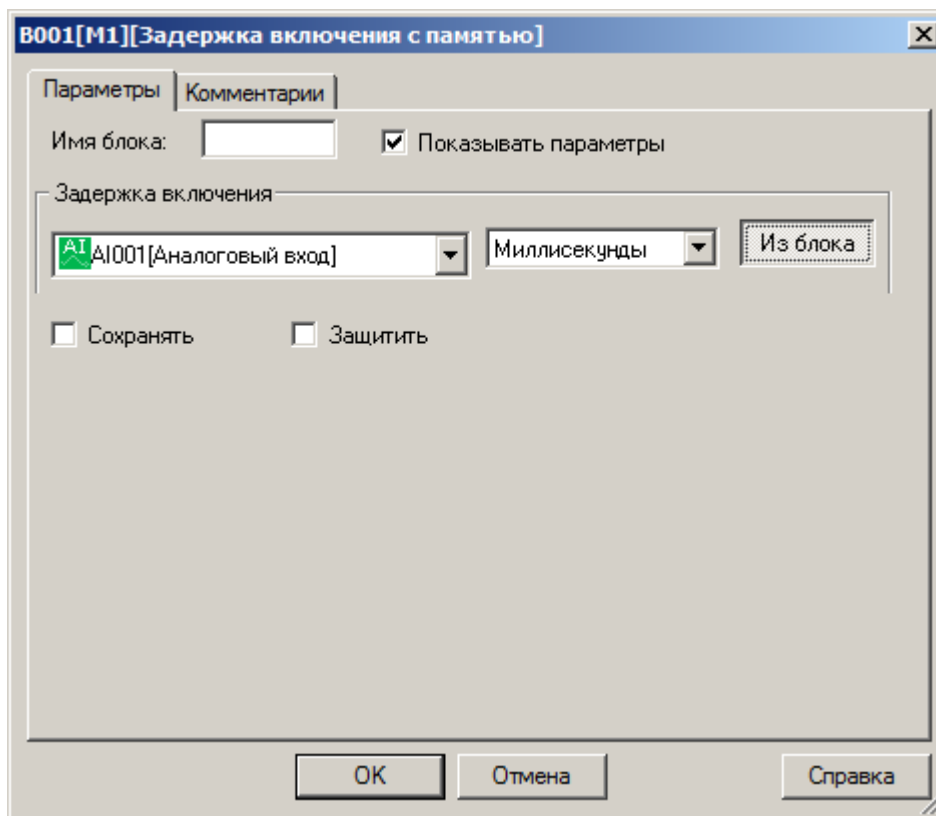 B001[M1][Задержка включения с памятью]
Параметры Комментарии
Имя блока: Показывать параметры
Задержка включения
AI AI001[Аналоговый вход] Миллисекунды Из блока
Сохранять Защитить
OK Отмена Справка